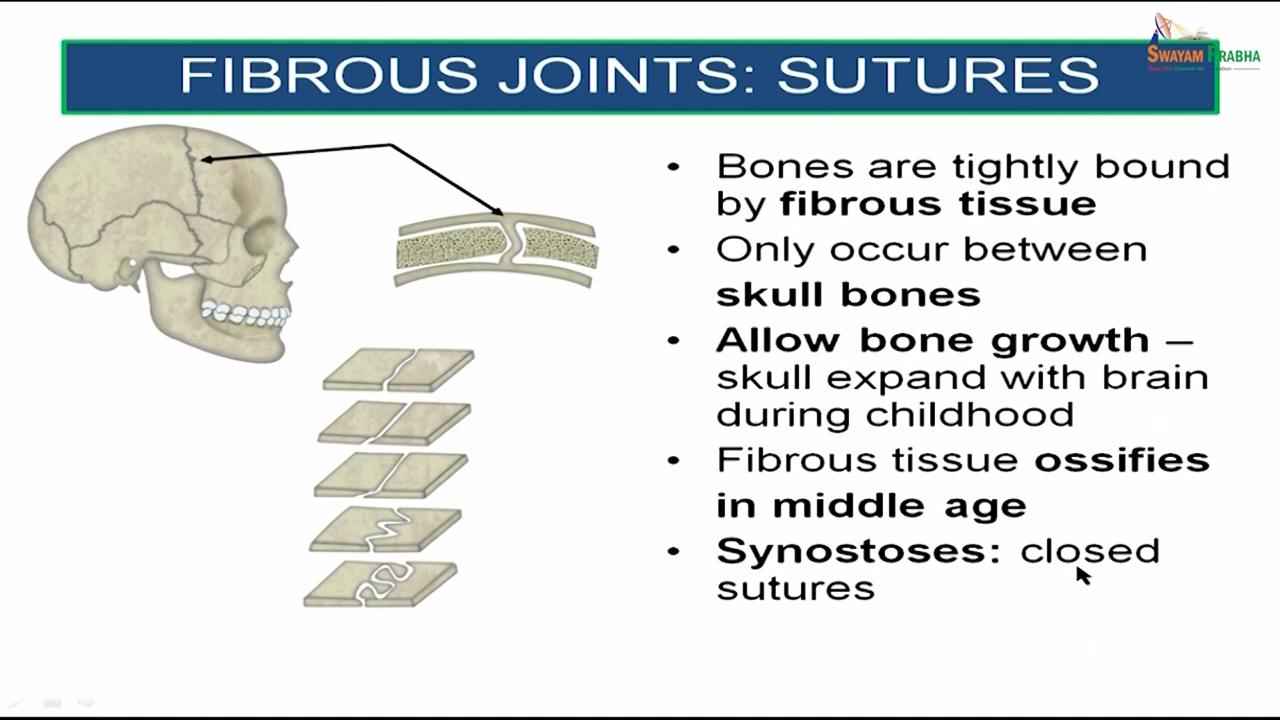 FIBROUS JOINTS: SUTURES
SWAYAM PRABHA
• Bones are tightly bound
by fibrous tissue
• Only occur between
skull bones
• Allow bone growth –
skull expand with brain
during childhood
• Fibrous tissue ossifies
in middle age
• Synostoses: closed
sutures